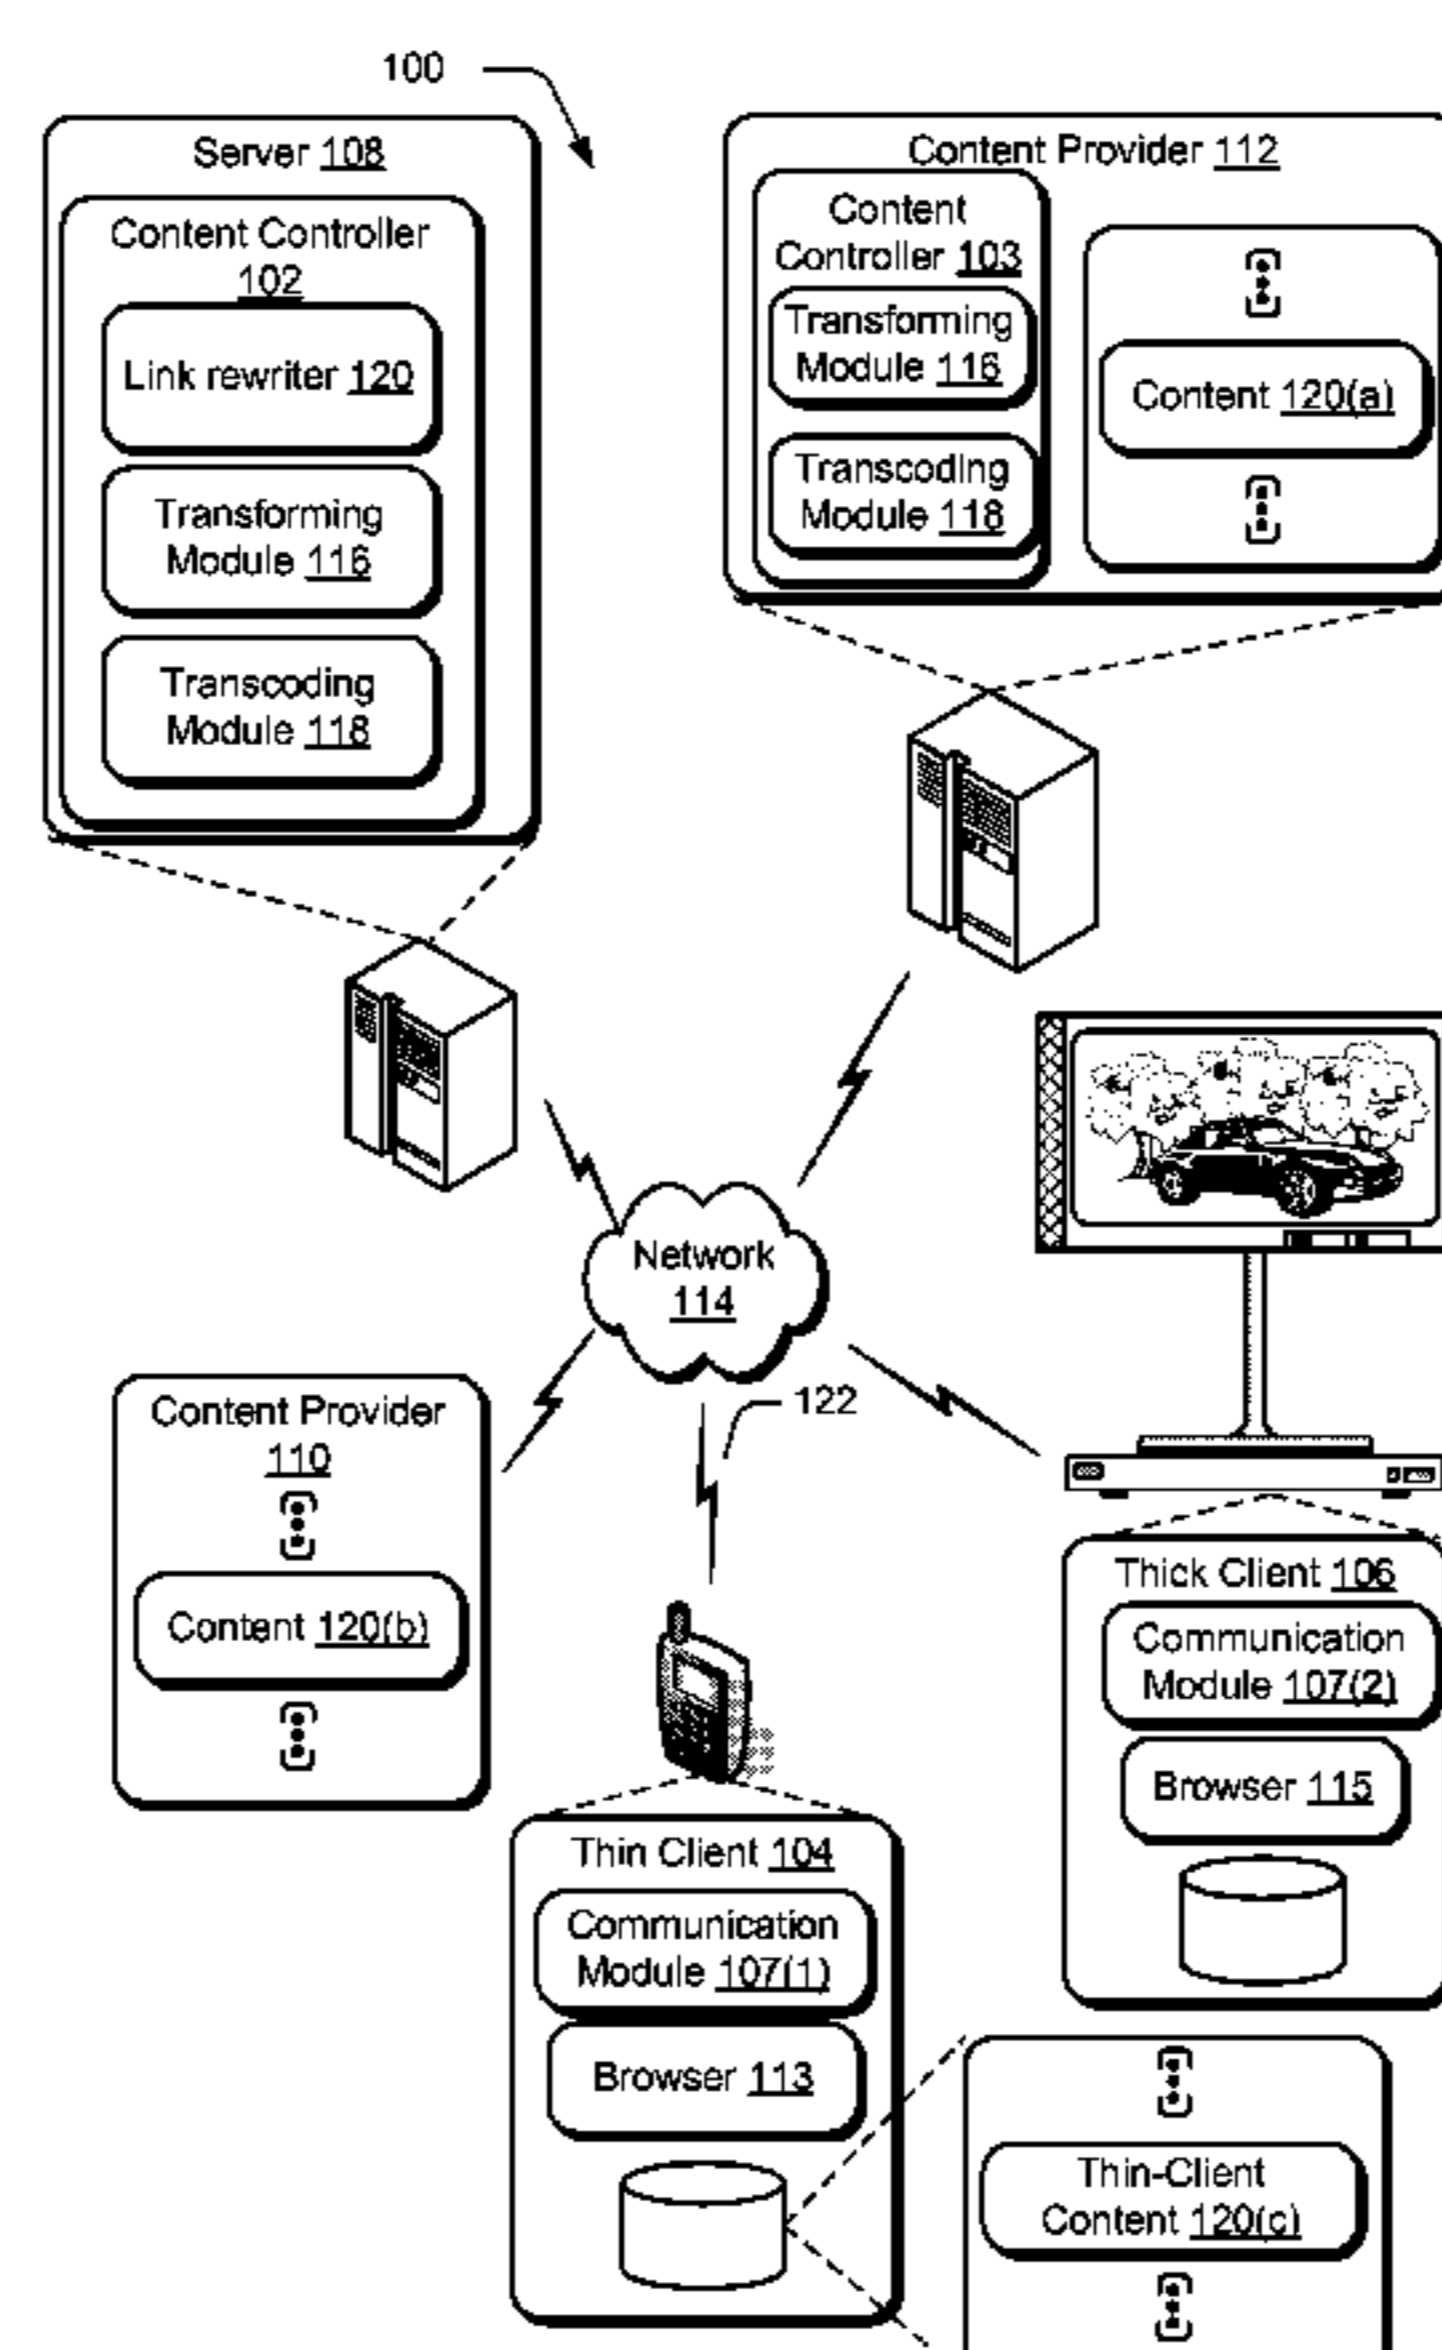 100
Server 108
Content Controller
102
Link rewriter 120
Transforming
Module 116
Transcoding
Module 118
Content Provider 112
Content
Controller 103
Transforming
Module 116
Transcoding
Module 118
Content 120(a)
Network
114
122
Content Provider
110
Content 120(b)
Thick Client 106
Communication
Module 107(2)
Browser 115
Thin Client 104
Communication
Module 107(1)
Browser 113
Thin-Client
Content 120(c)